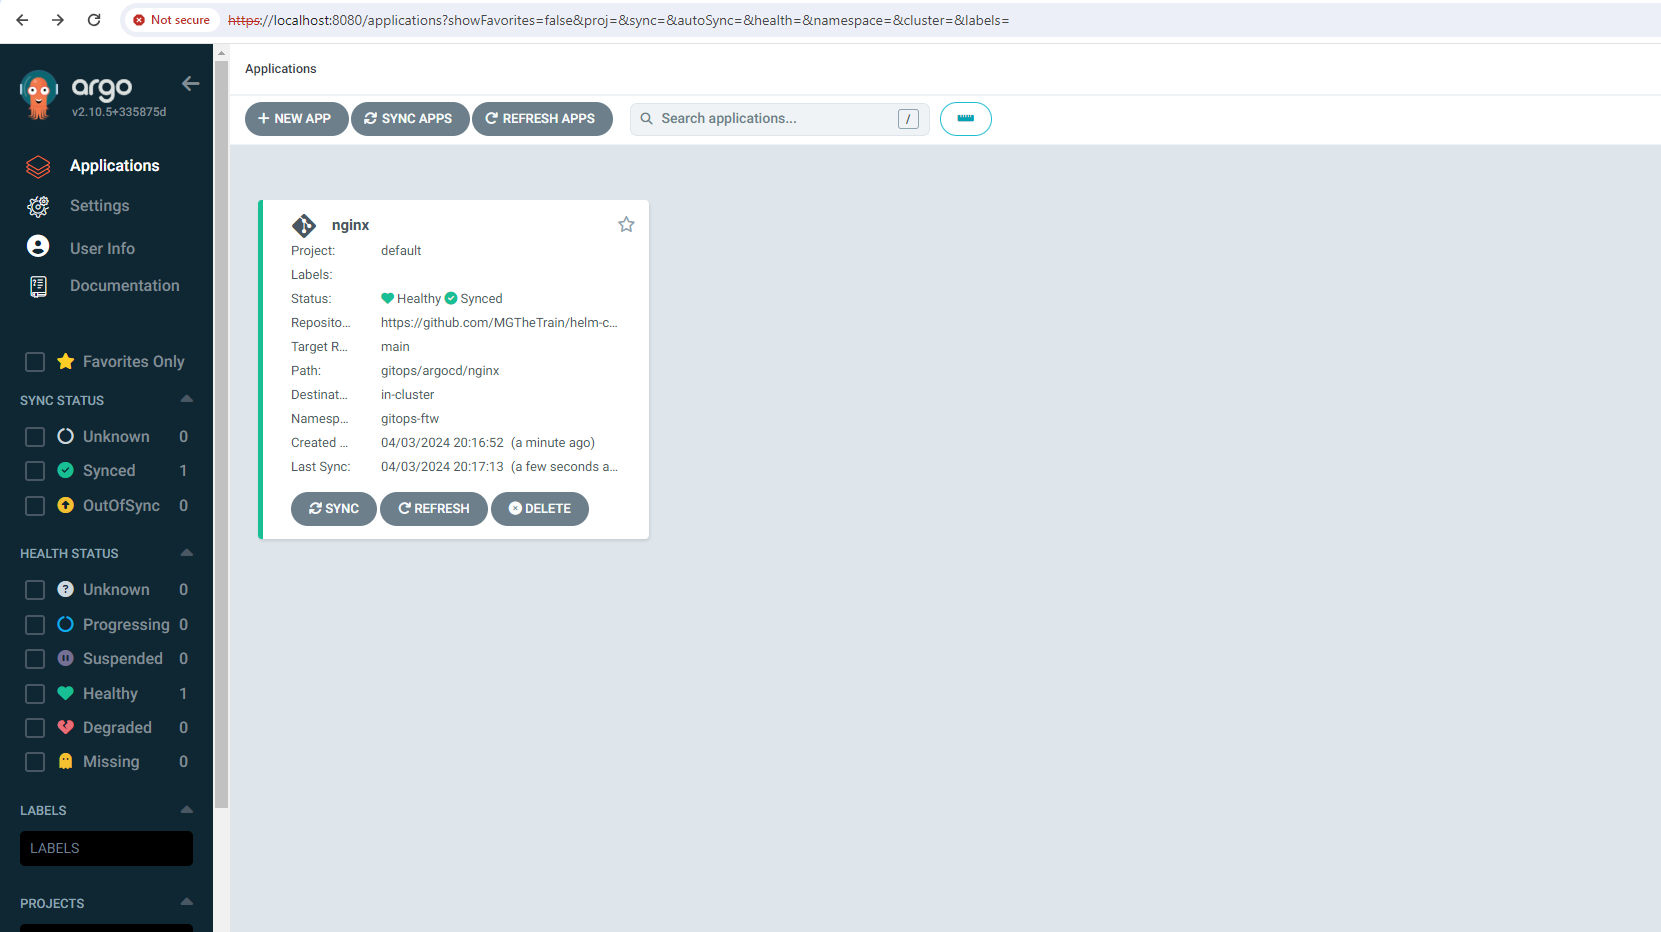 Not secure https://localhost:8080/applications?showFavorites=false&proj=&sync=&autoSync=&health=&namespace=&cluster=&labels=
argo
v2.10.5+335875d
Applications
Settings
User Info
Documentation
Favorites Only
SYNC STATUS
Unknown 0
Synced 1
OutOfSync 0
HEALTH STATUS
Unknown 0
Progressing 0
Suspended 0
Healthy 1
Degraded 0
Missing 0
LABELS
LABELS
PROJECTS
Applications
NEW APP SYNC APPS REFRESH APPS Search applications... /
nginx
Project: default
Labels:
Status: Healthy Synced
Reposito... https://github.com/MGTheTrain/helm-c...
Target R... main
Path: gitops/argocd/nginx
Destinat... in-cluster
Namesp... gitops-ftw
Created ... 04/03/2024 20:16:52 (a minute ago)
Last Sync: 04/03/2024 20:17:13 (a few seconds a...
SYNC REFRESH DELETE